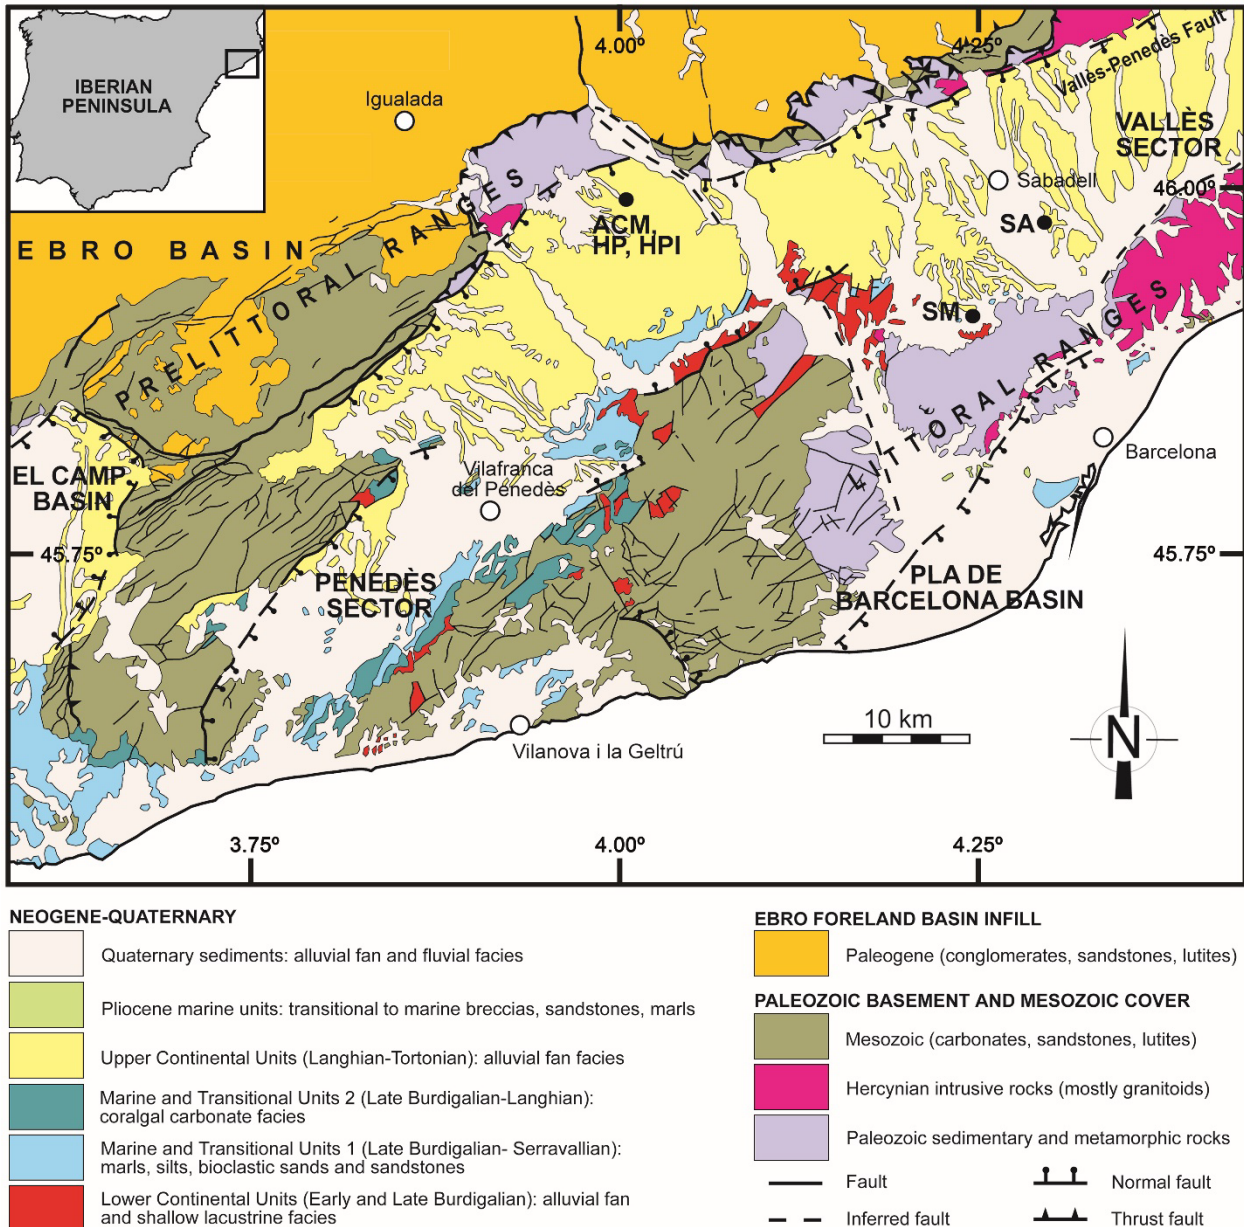 IBERIAN
PENINSULA
4.00º
4.25º
Igualada
Vallès-Penedès Fault
VALLÈS
SECTOR
Sabadell
46.00º
ACM,
HP, HPI
SA
EBRO BASIN
PRELITTORAL RANGES
SM
LITTORAL RANGES
EL CAMP
BASIN
Vilafranca
del Penedès
Barcelona
45.75º
45.75º
PENEDÈS
SECTOR
PLA DE
BARCELONA BASIN
10 km
N
Vilanova i la Geltrú
3.75º
4.00º
4.25º
NEOGENE-QUATERNARY
Quaternary sediments: alluvial fan and fluvial facies
Pliocene marine units: transitional to marine breccias, sandstones, marls
Upper Continental Units (Langhian-Tortonian): alluvial fan facies
Marine and Transitional Units 2 (Late Burdigalian-Langhian):
coralgal carbonate facies
Marine and Transitional Units 1 (Late Burdigalian- Serravallian):
marls, silts, bioclastic sands and sandstones
Lower Continental Units (Early and Late Burdigalian): alluvial fan
and shallow lacustrine facies
EBRO FORELAND BASIN INFILL
Paleogene (conglomerates, sandstones, lutites)
PALEOZOIC BASEMENT AND MESOZOIC COVER
Mesozoic (carbonates, sandstones, lutites)
Hercynian intrusive rocks (mostly granitoids)
Paleozoic sedimentary and metamorphic rocks
Fault
Normal fault
Inferred fault
Thrust fault